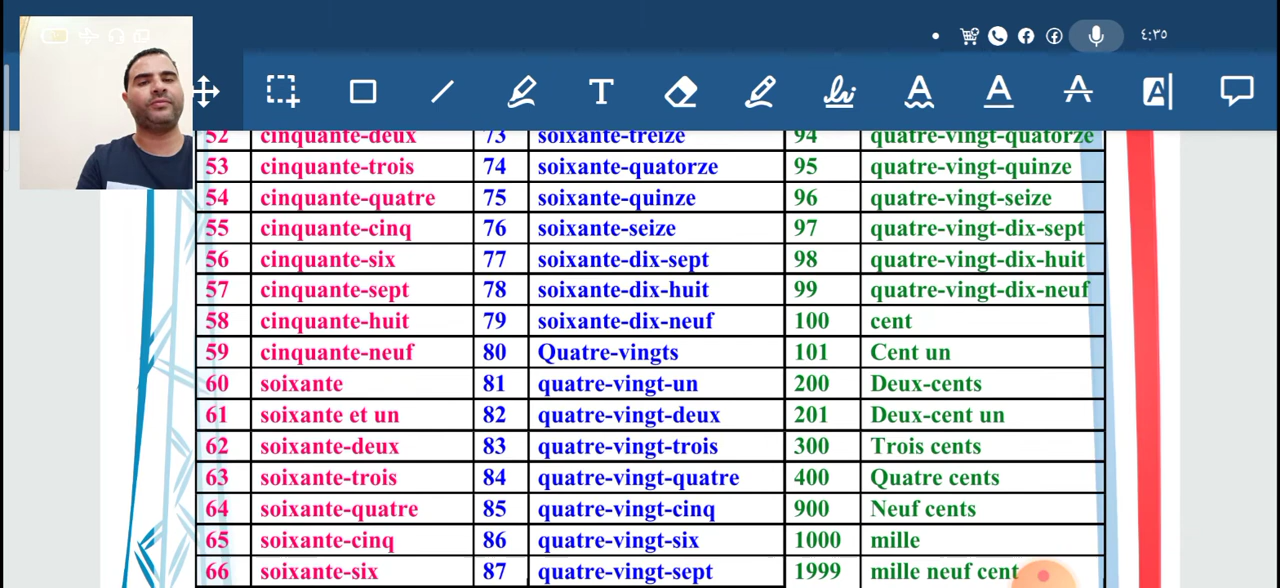 ٤:٣٥
52 cinquante-deux 73 soixante-treize 94 quatre-vingt-quatorze
53 cinquante-trois 74 soixante-quatorze 95 quatre-vingt-quinze
54 cinquante-quatre 75 soixante-quinze 96 quatre-vingt-seize
55 cinquante-cinq 76 soixante-seize 97 quatre-vingt-dix-sept
56 cinquante-six 77 soixante-dix-sept 98 quatre-vingt-dix-huit
57 cinquante-sept 78 soixante-dix-huit 99 quatre-vingt-dix-neuf
58 cinquante-huit 79 soixante-dix-neuf 100 cent
59 cinquante-neuf 80 Quatre-vingts 101 Cent un
60 soixante 81 quatre-vingt-un 200 Deux-cents
61 soixante et un 82 quatre-vingt-deux 201 Deux-cent un
62 soixante-deux 83 quatre-vingt-trois 300 Trois cents
63 soixante-trois 84 quatre-vingt-quatre 400 Quatre cents
64 soixante-quatre 85 quatre-vingt-cinq 900 Neuf cents
65 soixante-cinq 86 quatre-vingt-six 1000 mille
66 soixante-six 87 quatre-vingt-sept 1999 mille neuf cent